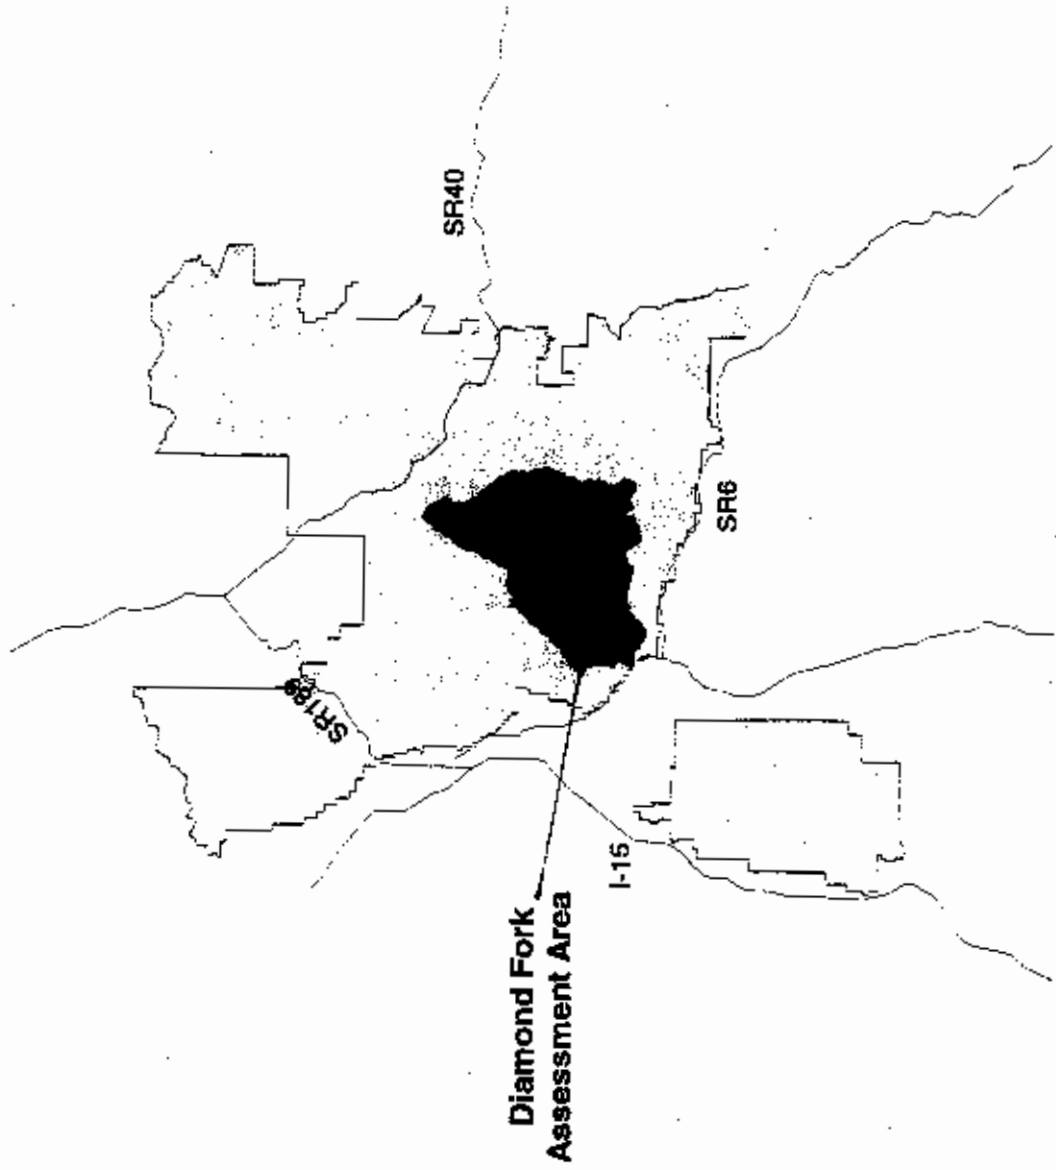 SR40
SR189
SR6
I-15
Diamond Fork
Assessment Area